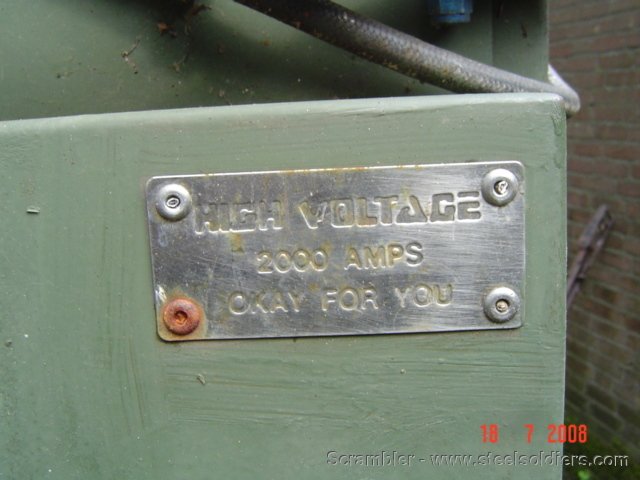 HIGH VOLTAGE
2000 AMPS
OKAY FOR YOU
18 7 2008
Scrambler - www.steelsoldiers.com